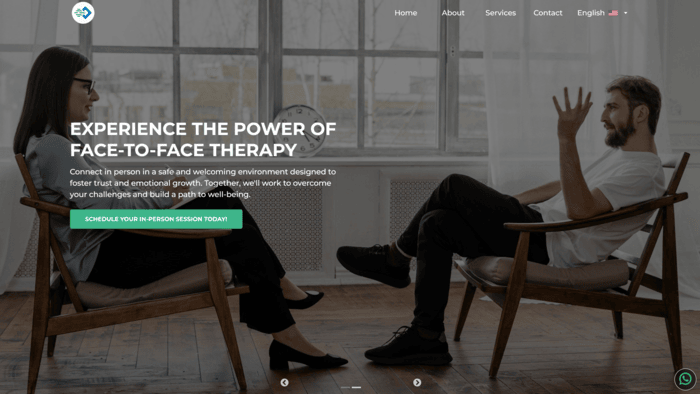 Home About Services Contact English
EXPERIENCE THE POWER OF
FACE-TO-FACE THERAPY
Connect in person in a safe and welcoming environment designed to
foster trust and emotional growth. Together, we'll work to overcome
your challenges and build a path to well-being.
SCHEDULE YOUR IN-PERSON SESSION TODAY!